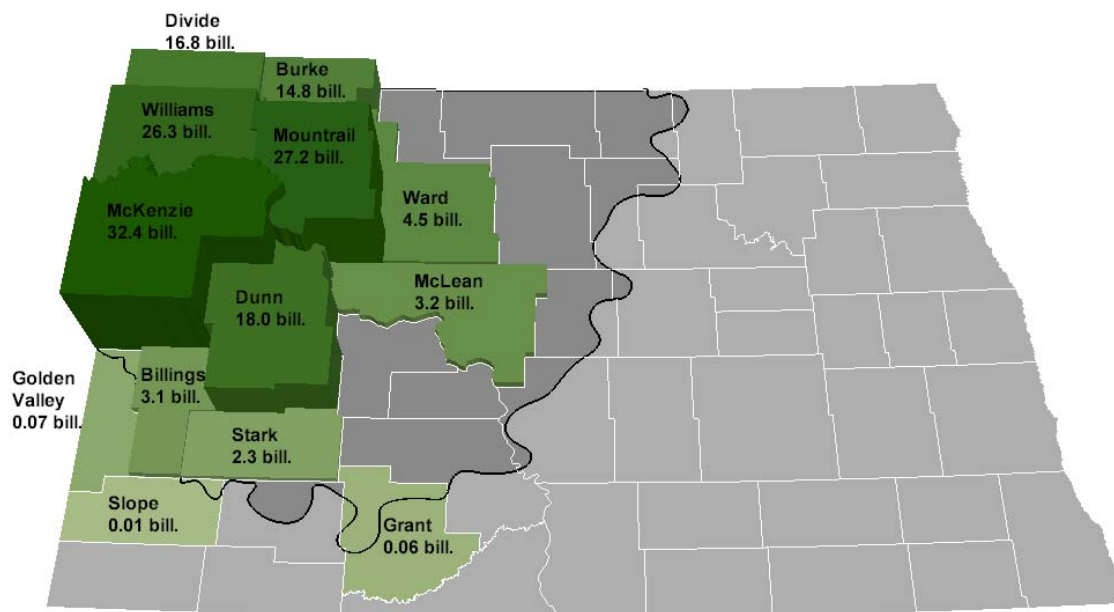 Divide
16.8 bill.
Burke
14.8 bill.
Williams
26.3 bill.
Mountrail
27.2 bill.
Ward
4.5 bill.
McKenzie
32.4 bill.
McLean
3.2 bill.
Dunn
18.0 bill.
Golden
Valley
0.07 bill.
Billings
3.1 bill.
Stark
2.3 bill.
Slope
0.01 bill.
Grant
0.06 bill.